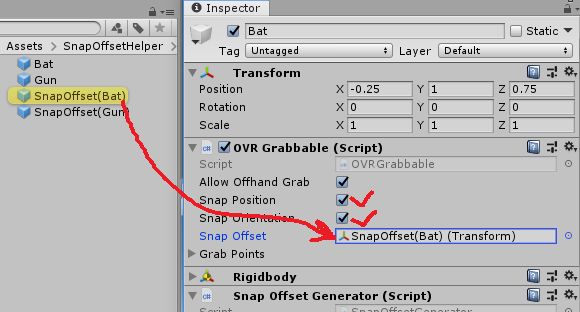 Assets > SnapOffsetHelper >
Bat
Gun
SnapOffset(Bat)
SnapOffset(Gun)
Inspector
Bat
Static
Tag Untagged Layer Default
Transform
Position X -0.25 Y 1 Z 0.75
Rotation X 0 Y 0 Z 0
Scale X 1 Y 1 Z 1
OVR Grabbable (Script)
Script OVRGrabbable
Allow Offhand Grab
Snap Position
Snap Orientation
Snap Offset SnapOffset(Bat) (Transform)
Grab Points
Rigidbody
Snap Offset Generator (Script)
Script SnapOffsetGenerator